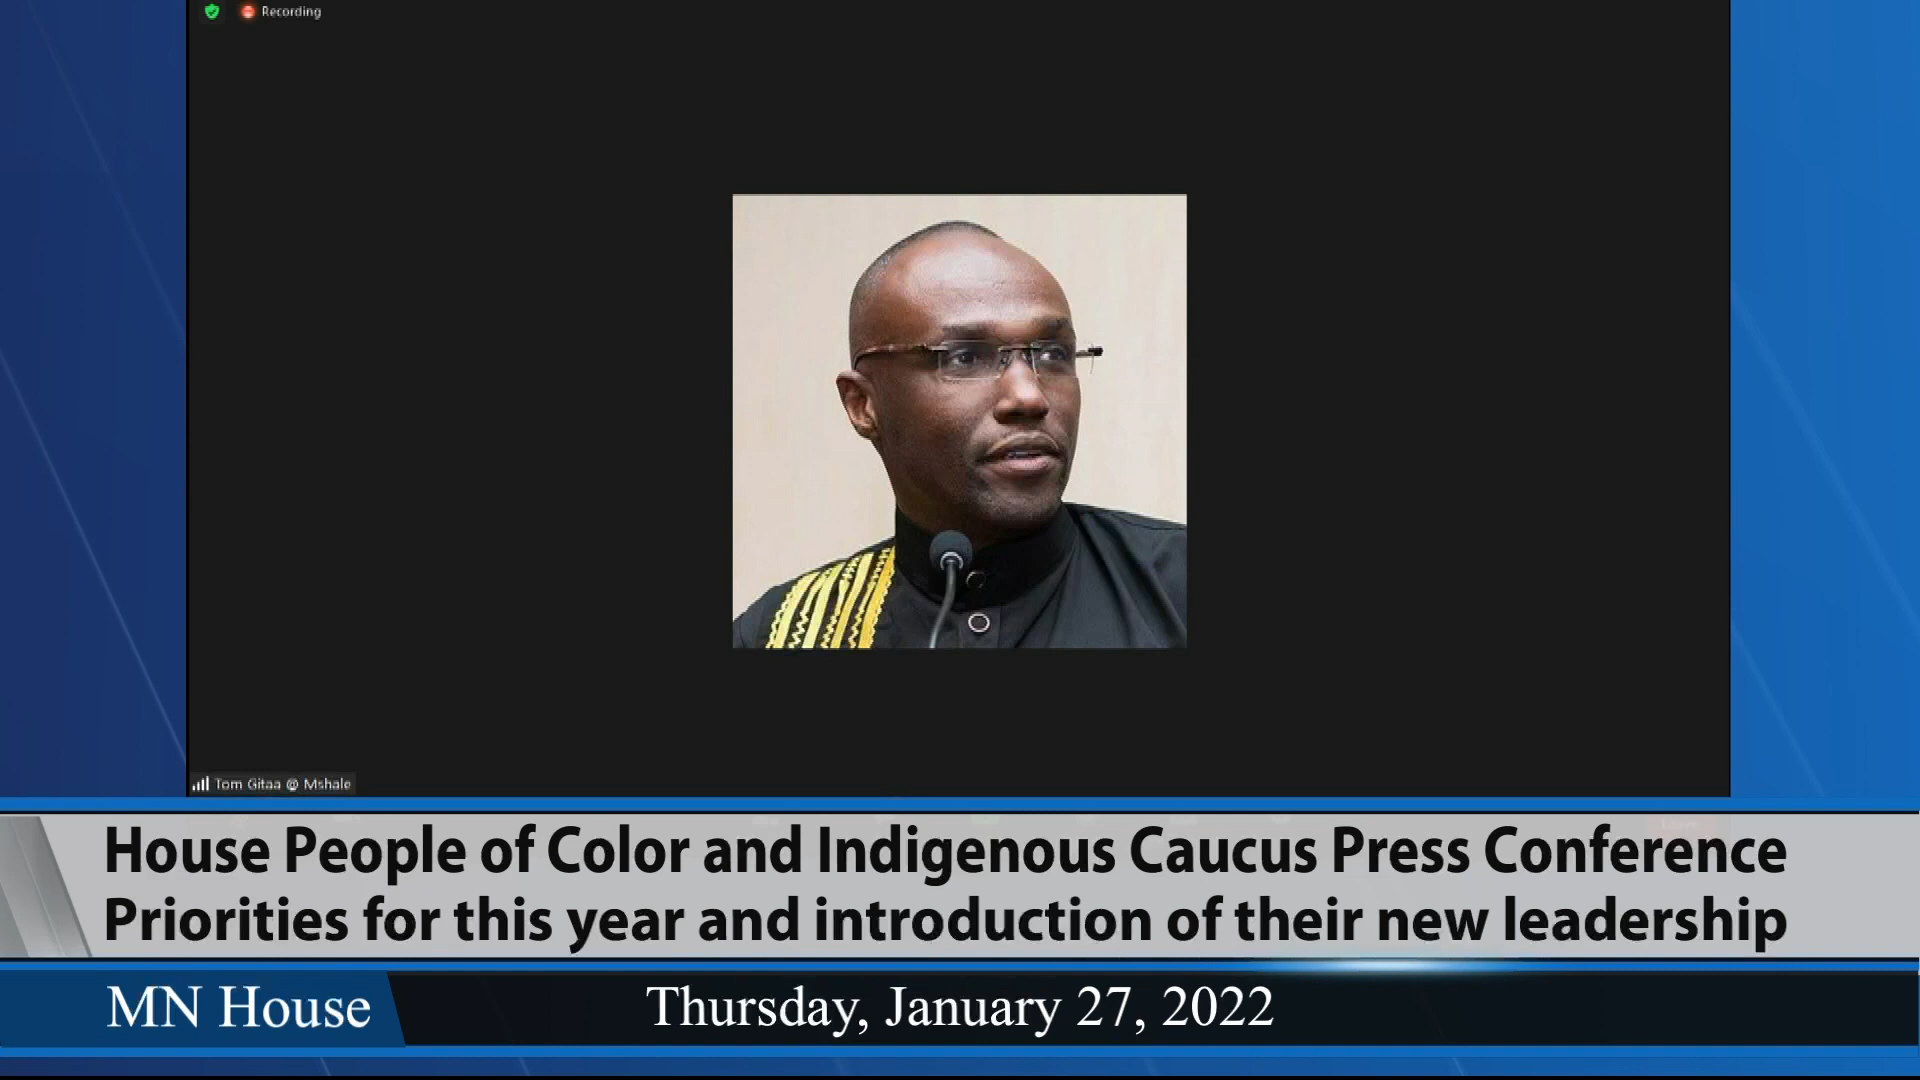 Recording
Tom Gitaa @ Mshale
House People of Color and Indigenous Caucus Press Conference
Priorities for this year and introduction of their new leadership
MN House
Thursday, January 27, 2022